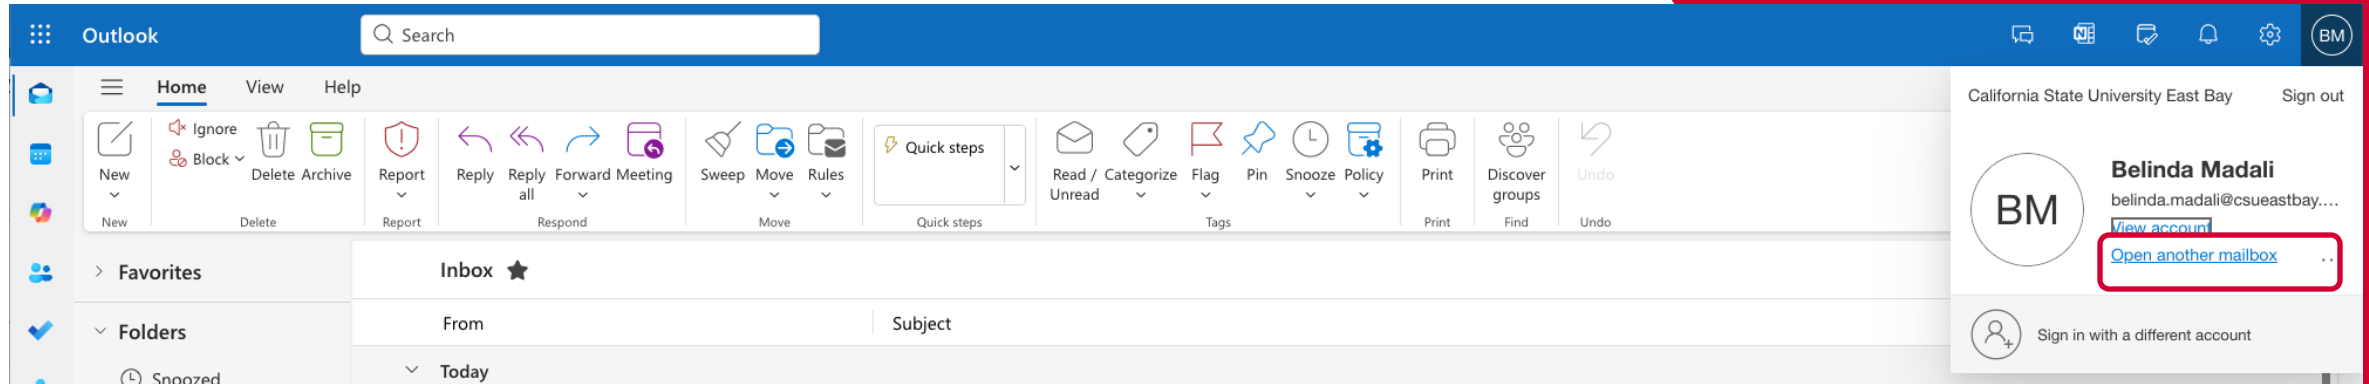 Outlook
Search
BM
Home View Help
California State University East Bay Sign out
New
Ignore
Block
Delete
Archive
Report
Reply
Reply all
Forward
Meeting
Sweep
Move
Rules
Quick steps
Read / Unread
Categorize
Flag
Pin
Snooze
Policy
Print
Discover groups
Undo
New
Delete
Report
Respond
Move
Quick steps
Tags
Print
Find
Undo
BM
Belinda Madali
belinda.madali@csueastbay....
View account
Open another mailbox
Sign in with a different account
Favorites
Inbox
Folders
From Subject
Snoozed
Today